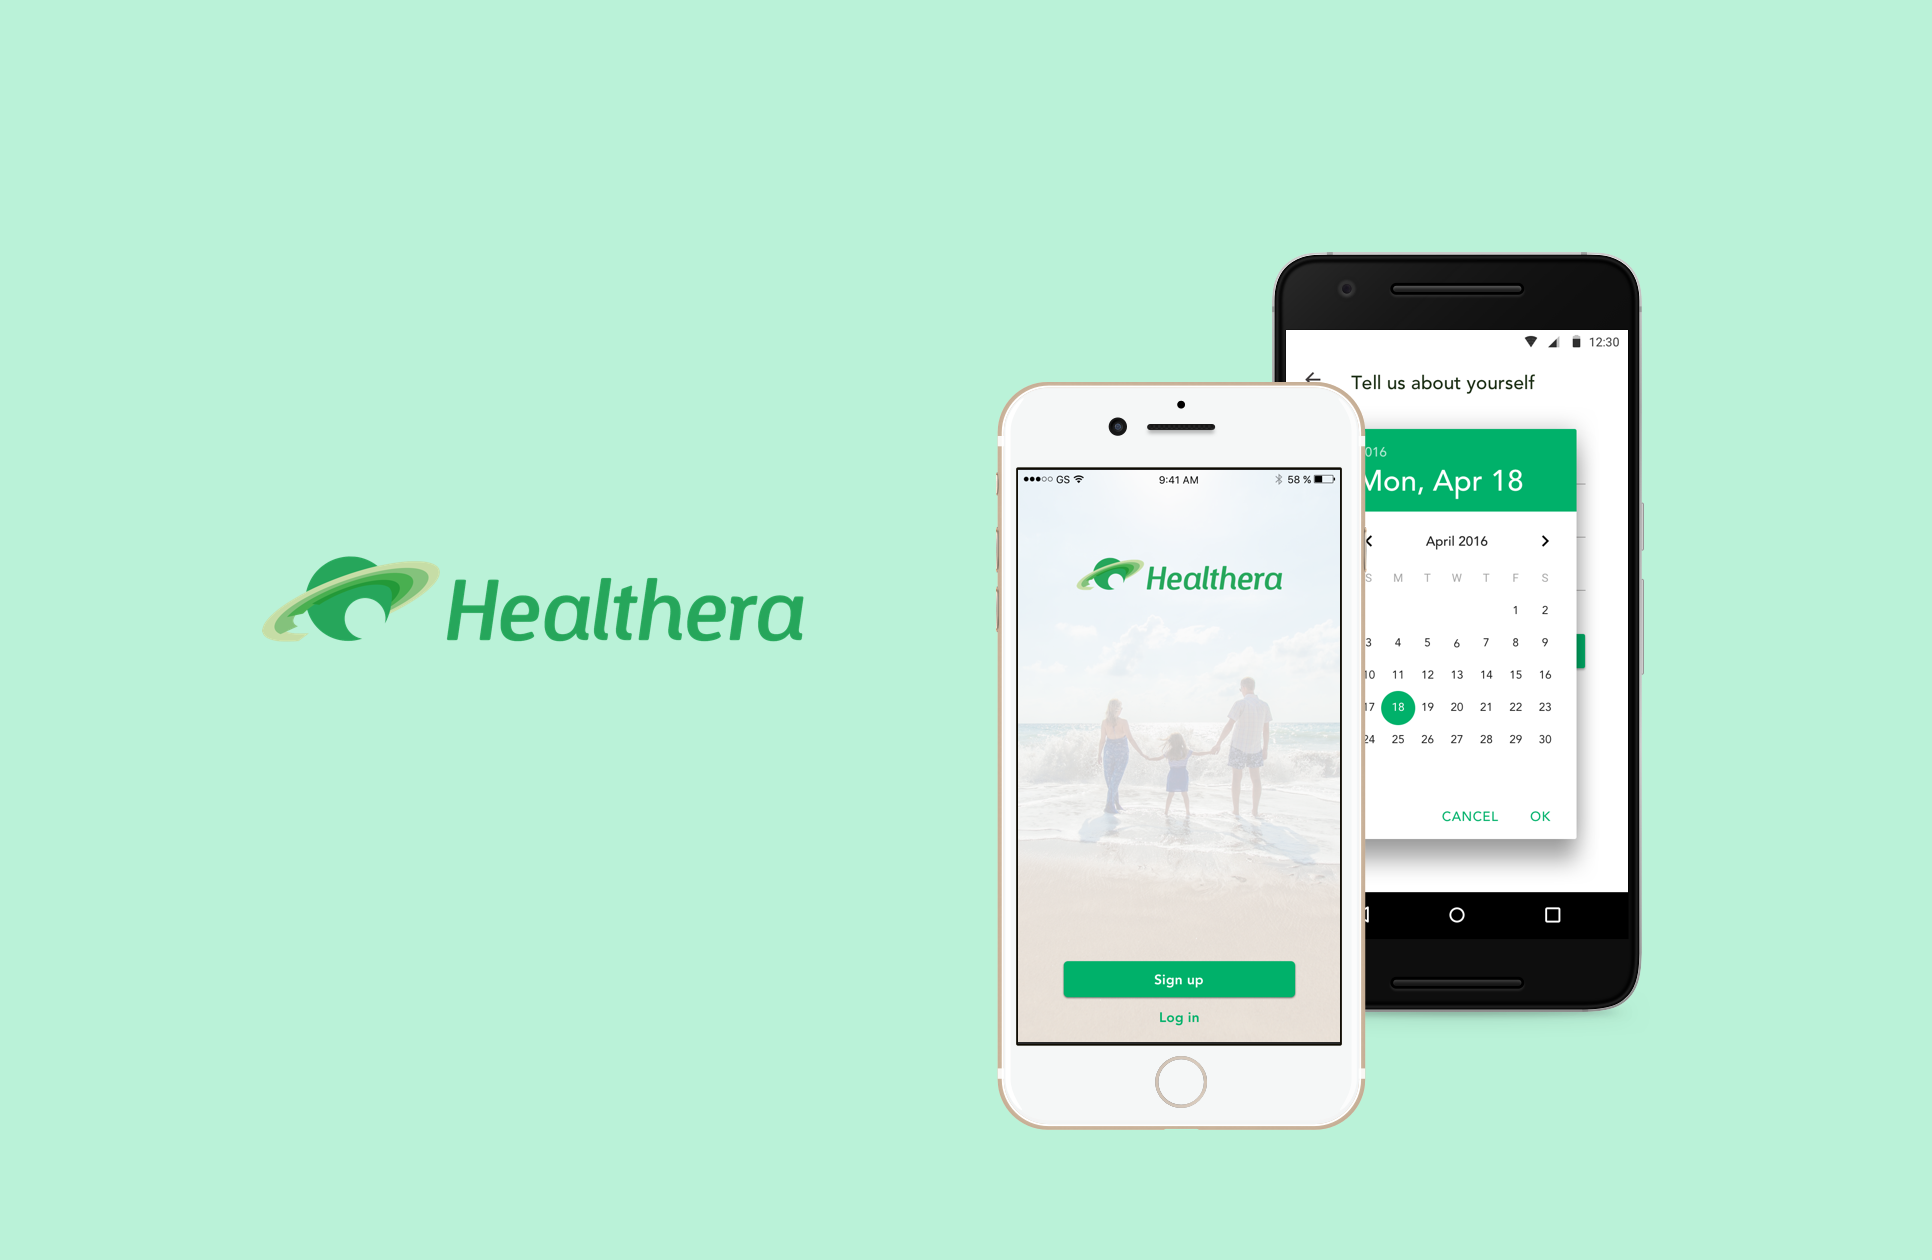 Healthera
GS
9:41 AM
58 %
Healthera
Sign up
Log in
12:30
Tell us about yourself
016
Mon, Apr 18
April 2016
S M T W T F S
1 2
3 4 5 6 7 8 9
10 11 12 13 14 15 16
17 18 19 20 21 22 23
24 25 26 27 28 29 30
CANCEL OK